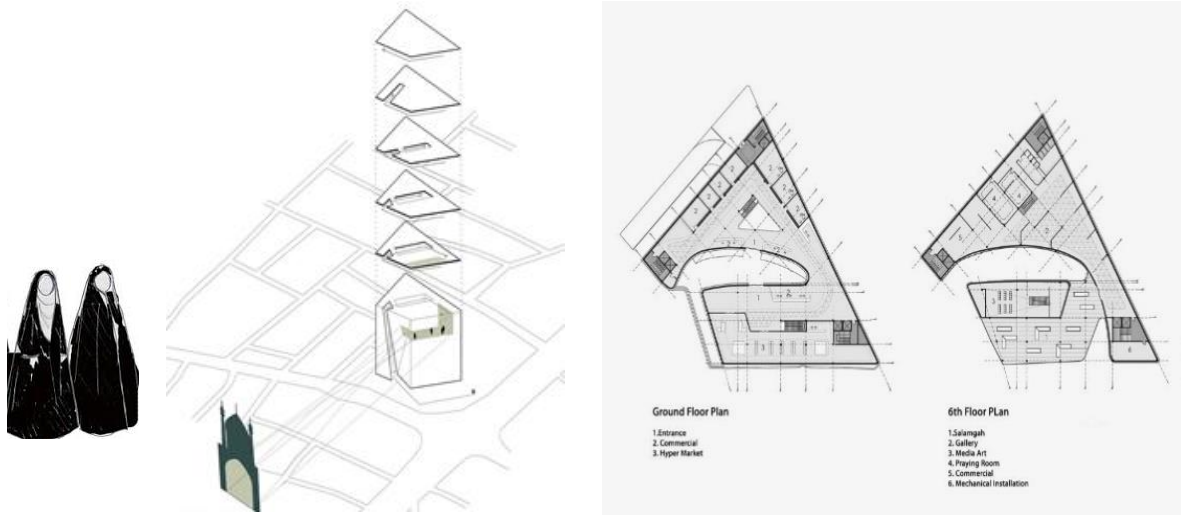 Ground Floor Plan
1.Entrance
2. Commercial
3. Hyper Market
6th Floor PLan
1.Salamgah
2. Gallery
3. Media Art
4. Praying Room
5. Commercial
6. Mechanical Installation